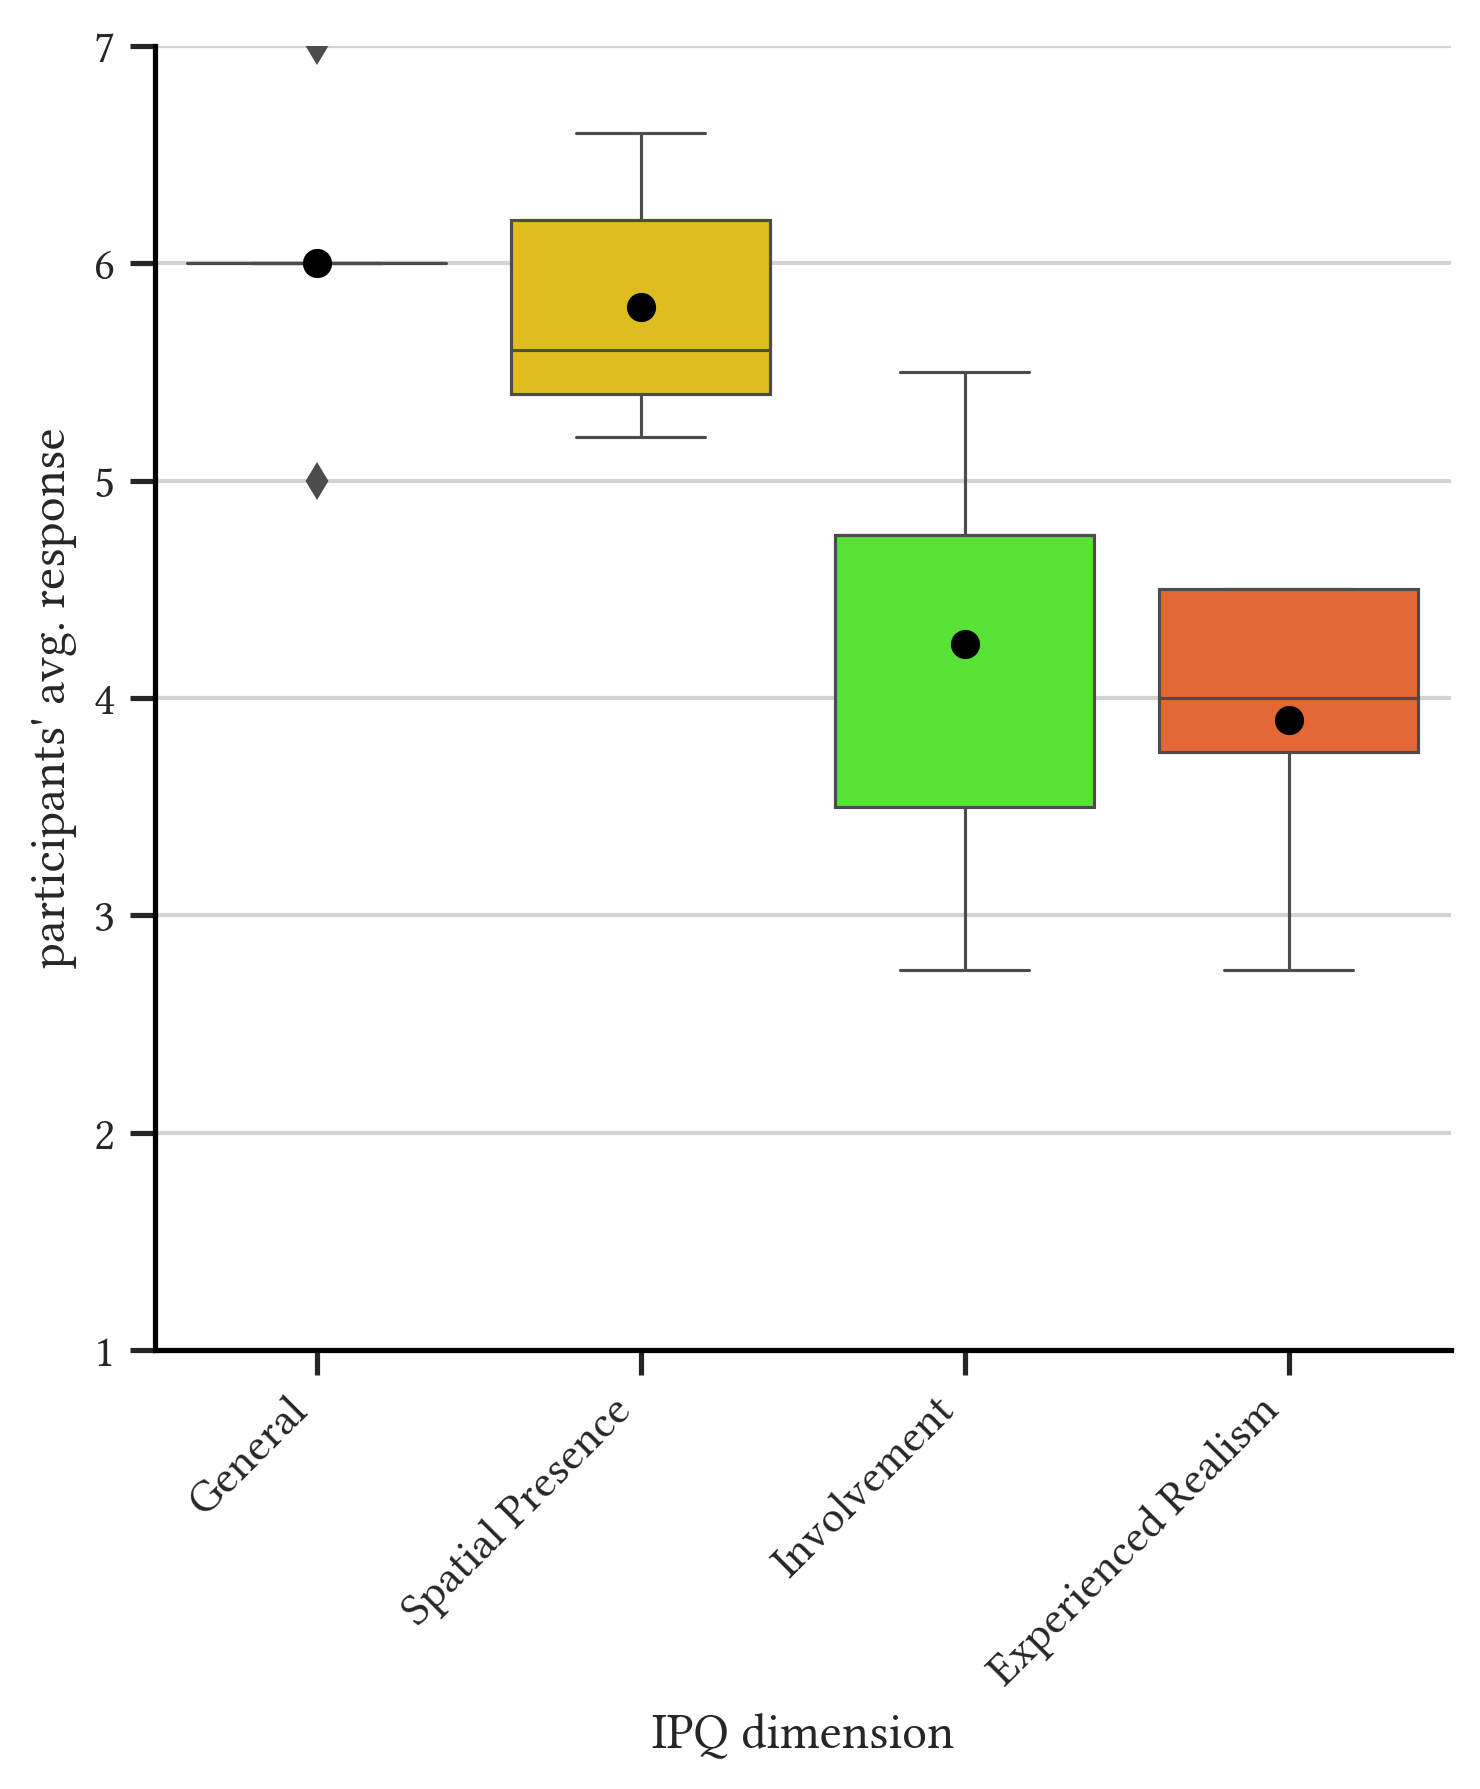 participants' avg. response
7
6
5
4
3
2
1
General
Spatial Presence
Involvement
Experienced Realism
IPQ dimension